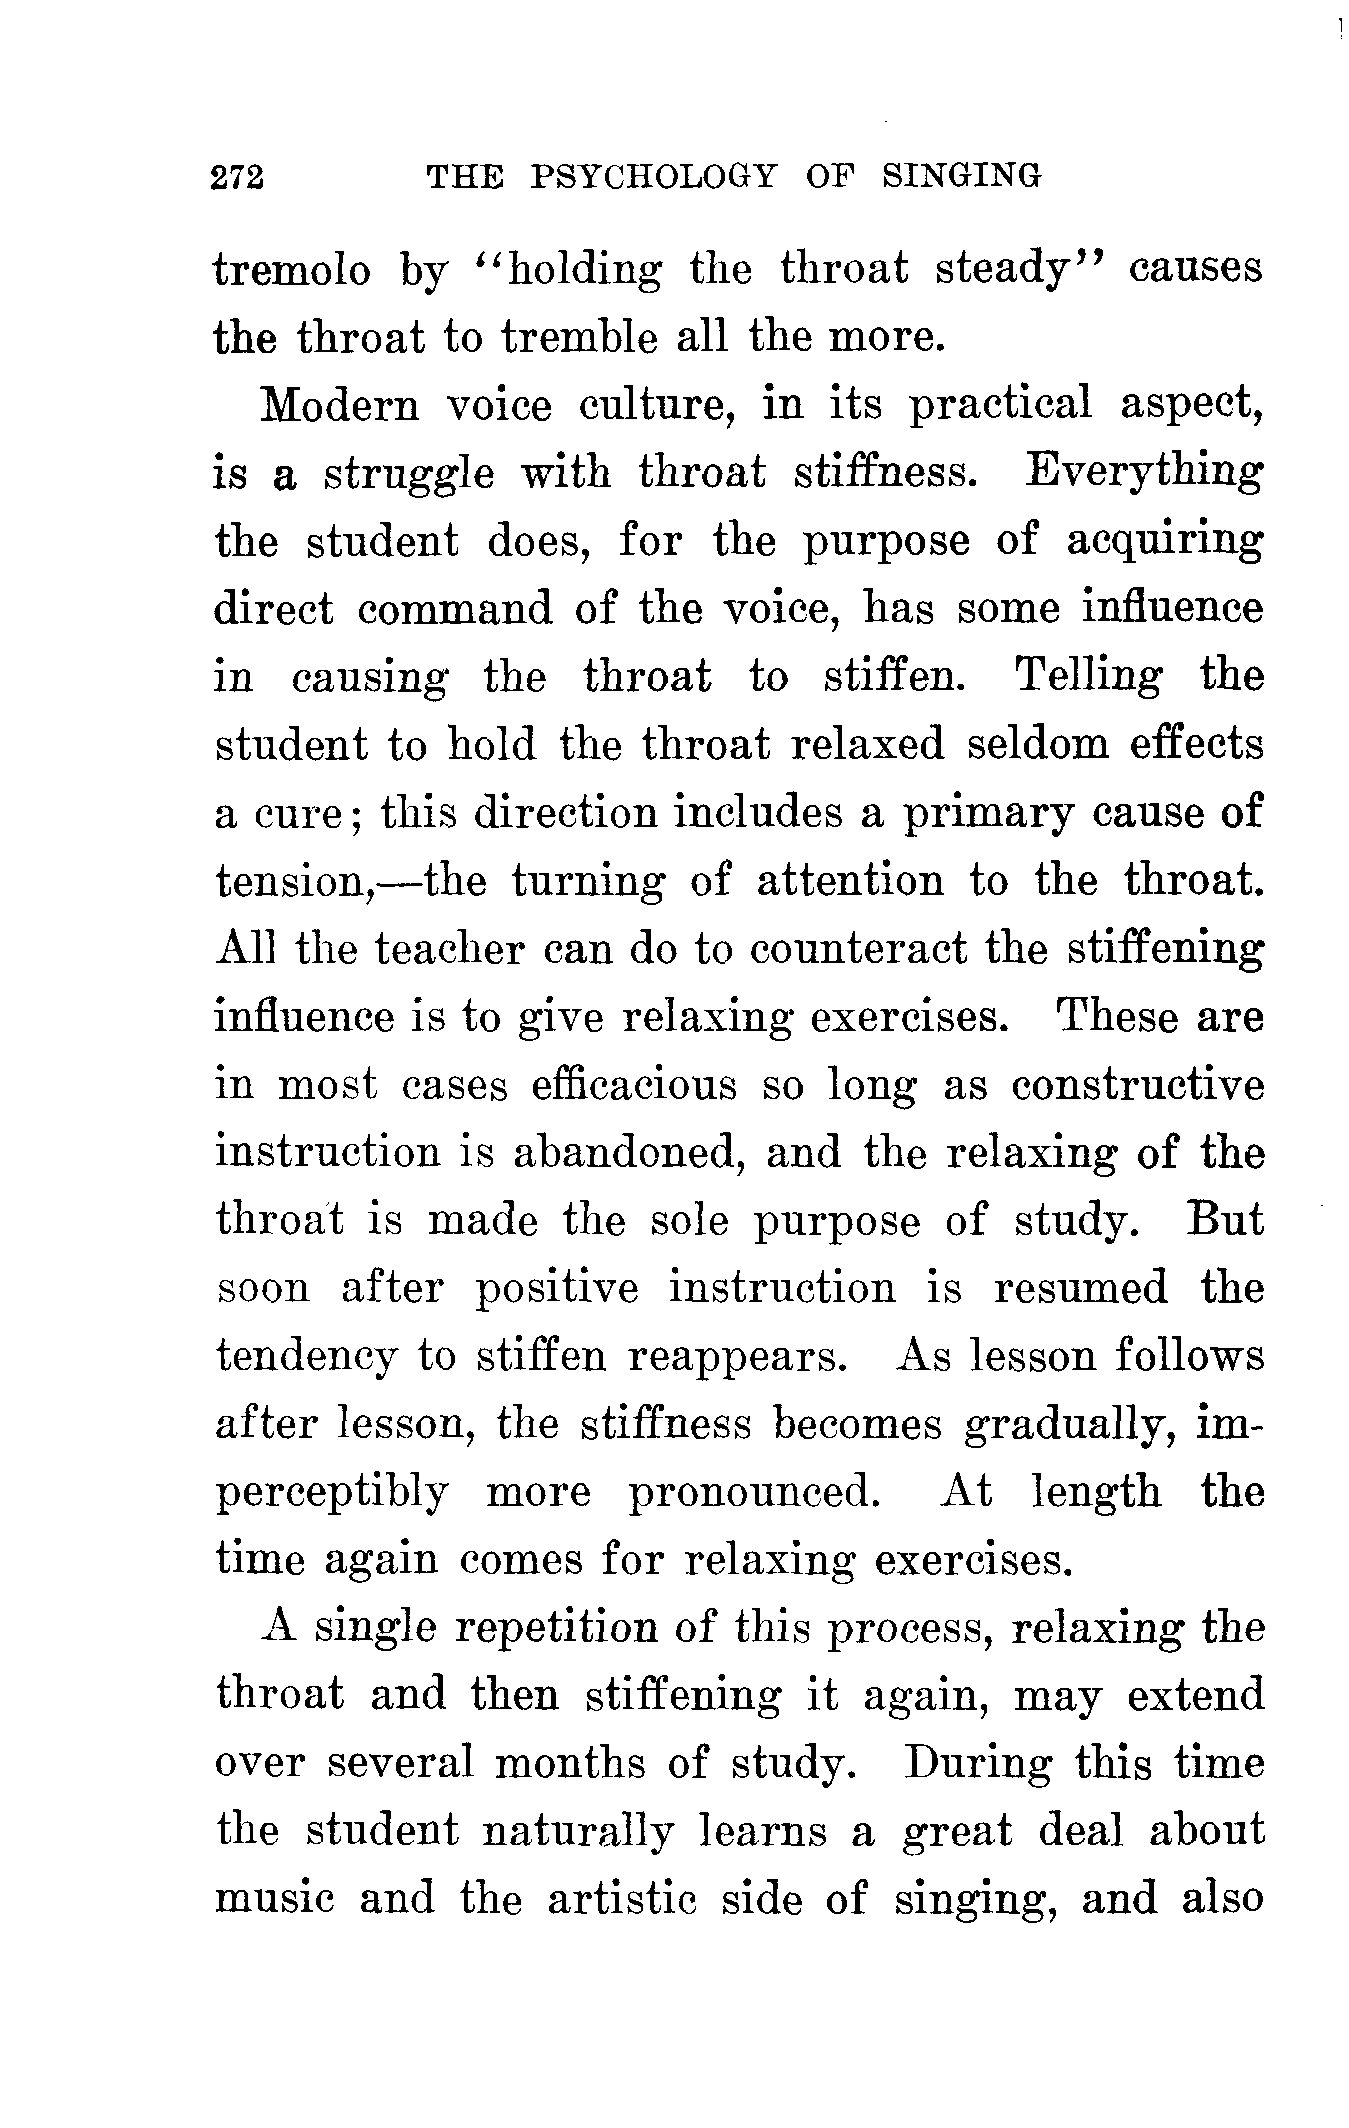 272 THE PSYCHOLOGY OF SINGING
tremolo by "holding the throat steady" causes
the throat to tremble all the more.
Modern voice culture, in its practical aspect,
is a struggle with throat stiffness. Everything
the student does, for the purpose of acquiring
direct command of the voice, has some influence
in causing the throat to stiffen. Telling the
student to hold the throat relaxed seldom effects
a cure; this direction includes a primary cause of
tension,—the turning of attention to the throat.
All the teacher can do to counteract the stiffening
influence is to give relaxing exercises. These are
in most cases efficacious so long as constructive
instruction is abandoned, and the relaxing of the
throat is made the sole purpose of study. But
soon after positive instruction is resumed the
tendency to stiffen reappears. As lesson follows
after lesson, the stiffness becomes gradually, im-
perceptibly more pronounced. At length the
time again comes for relaxing exercises.
A single repetition of this process, relaxing the
throat and then stiffening it again, may extend
over several months of study. During this time
the student naturally learns a great deal about
music and the artistic side of singing, and also